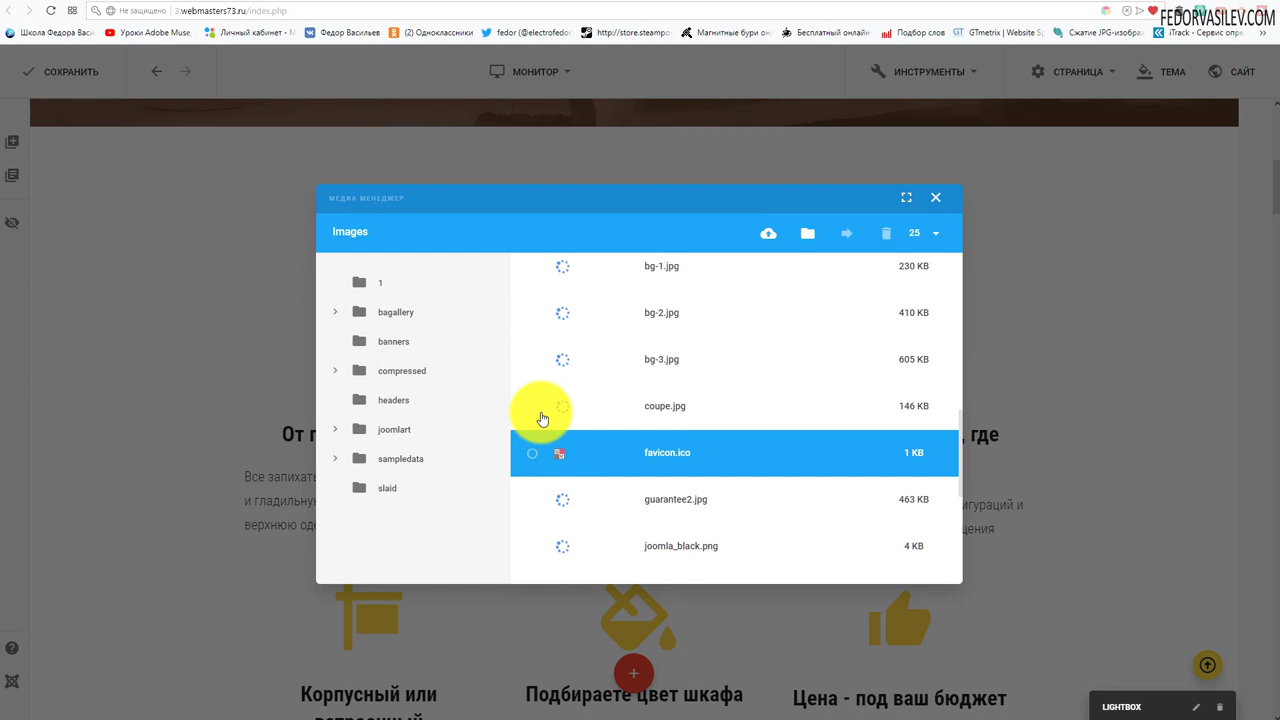 Не защищено
3.webmasters73.ru/index.php
FEDORVASILEV.COM
Школа Федора Васи
Уроки Adobe Muse,
Личный кабинет - М
Федор Васильев
(2) Одноклассники
fedor (@electrofedor
http://store.steampov
Магнитные бури он
Бесплатный онлайн
Подбор слов
GTmetrix | Website S
Сжатие JPG-изобра
iTrack - Сервис опре
СОХРАНИТЬ
МОНИТОР
ИНСТРУМЕНТЫ
СТРАНИЦА
ТЕМА
САЙТ
МЕДИА МЕНЕДЖЕР
Images
25
1
bagallery
banners
compressed
headers
joomlart
sampledata
slaid
bg-1.jpg 230 KB
bg-2.jpg 410 KB
bg-3.jpg 605 KB
coupe.jpg 146 KB
favicon.ico 1 KB
guarantee2.jpg 463 KB
joomla_black.png 4 KB
От
, где
Все запихать
и гладильную
верхнюю од
игураций и
щения
Корпусный или
Подбираете цвет шкафа
Цена - под ваш бюджет
LIGHTBOX